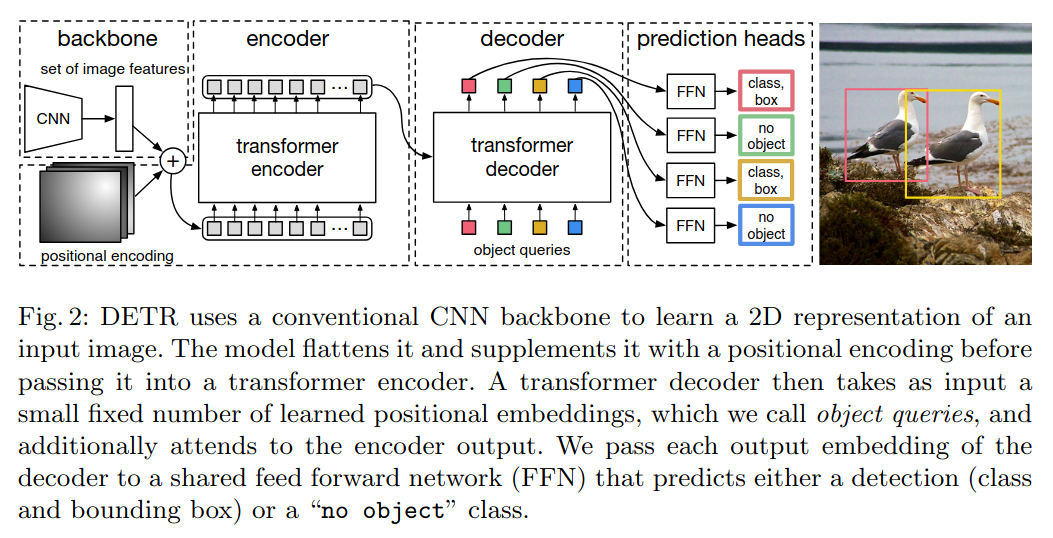 backbone
encoder
decoder
prediction heads
set of image features
CNN
positional encoding
+
...
transformer
encoder
...
transformer
decoder
object queries
FFN
class,
box
FFN
no
object
FFN
class,
box
FFN
no
object
Fig. 2: DETR uses a conventional CNN backbone to learn a 2D representation of an
input image. The model flattens it and supplements it with a positional encoding before
passing it into a transformer encoder. A transformer decoder then takes as input a
small fixed number of learned positional embeddings, which we call object queries, and
additionally attends to the encoder output. We pass each output embedding of the
decoder to a shared feed forward network (FFN) that predicts either a detection (class
and bounding box) or a “no object” class.